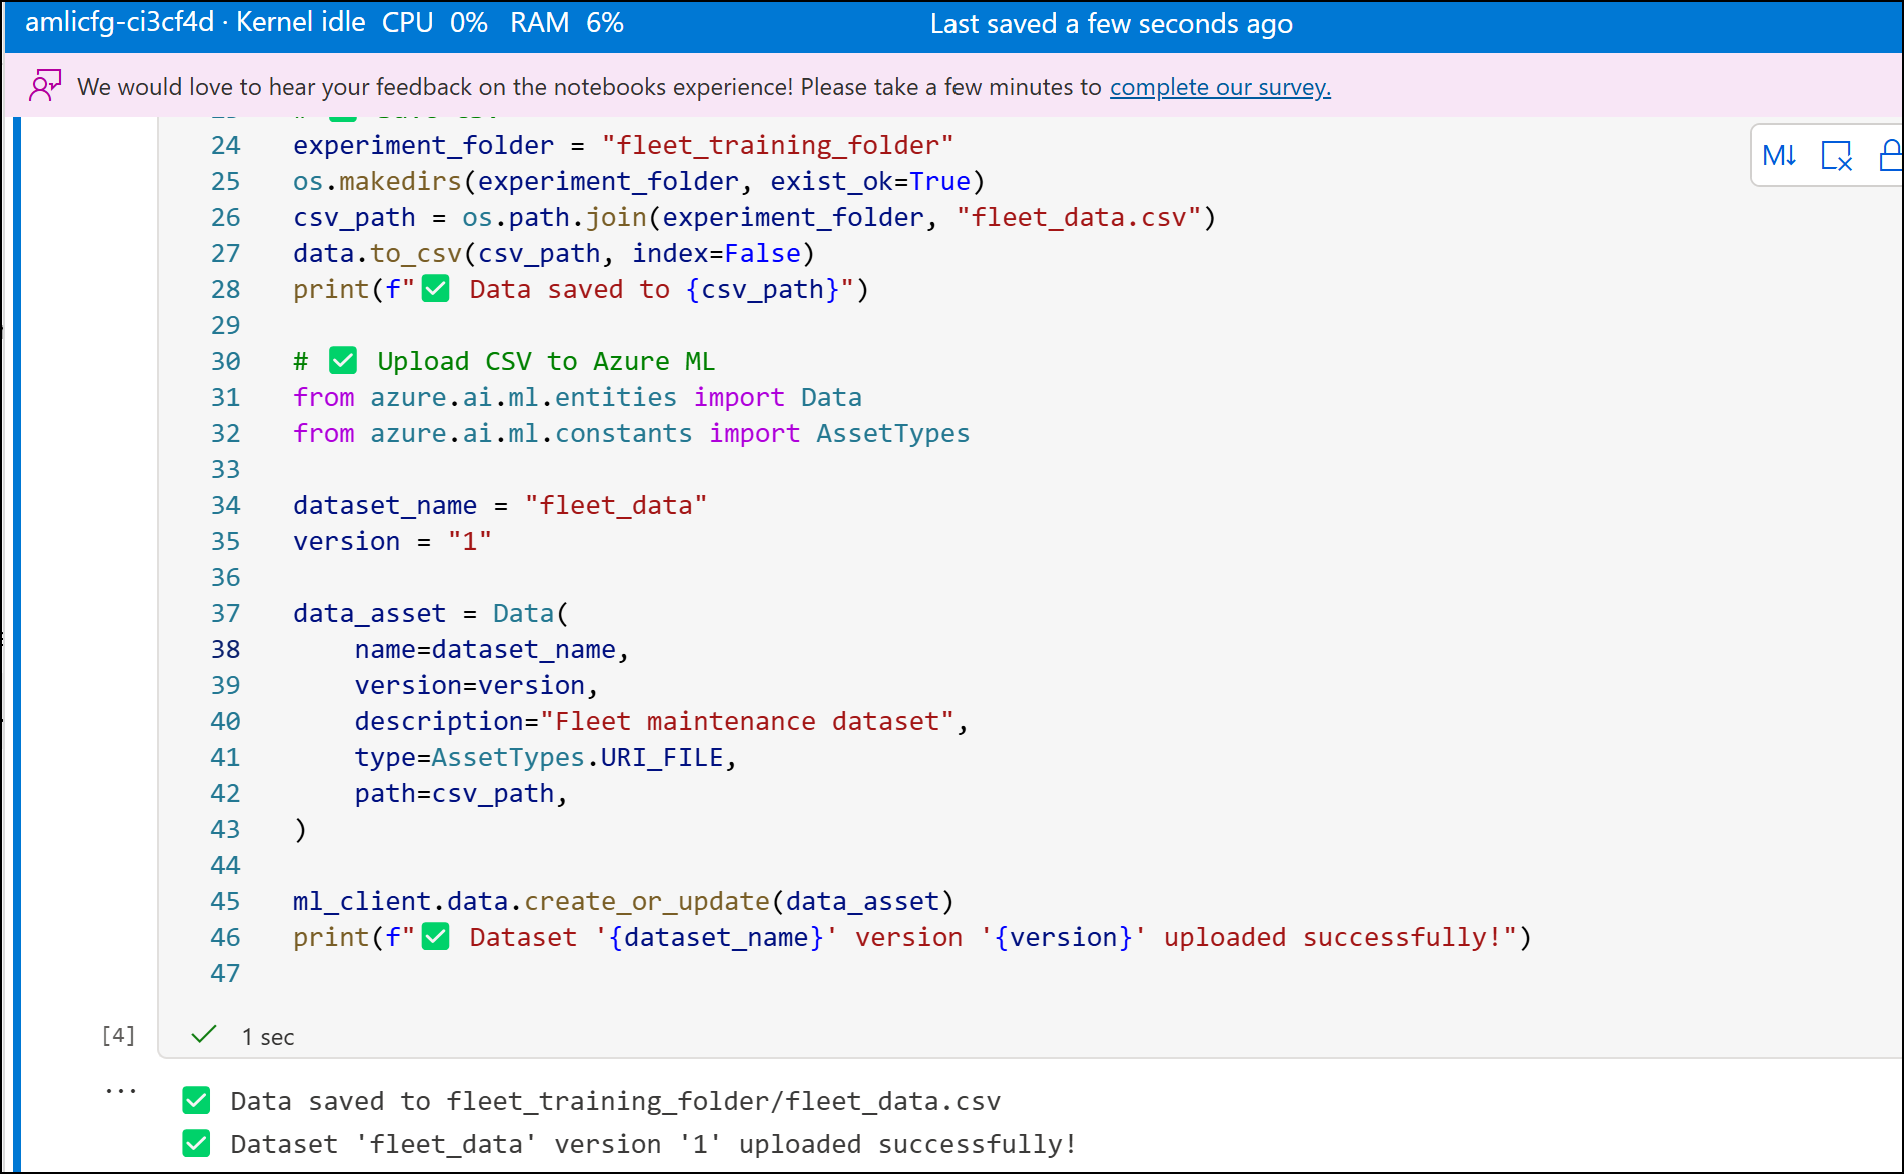 amlicfg-ci3cf4d · Kernel idle CPU 0% RAM 6% Last saved a few seconds ago
We would love to hear your feedback on the notebooks experience! Please take a few minutes to complete our survey.
24 experiment_folder = "fleet_training_folder"
M↓
25 os.makedirs(experiment_folder, exist_ok=True)
26 csv_path = os.path.join(experiment_folder, "fleet_data.csv")
27 data.to_csv(csv_path, index=False)
28 print(f"✅ Data saved to {csv_path}")
29
30 # ✅ Upload CSV to Azure ML
31 from azure.ai.ml.entities import Data
32 from azure.ai.ml.constants import AssetTypes
33
34 dataset_name = "fleet_data"
35 version = "1"
36
37 data_asset = Data(
38 name=dataset_name,
39 version=version,
40 description="Fleet maintenance dataset",
41 type=AssetTypes.URI_FILE,
42 path=csv_path,
43 )
44
45 ml_client.data.create_or_update(data_asset)
46 print(f"✅ Dataset '{dataset_name}' version '{version}' uploaded successfully!")
47
[4] ✓ 1 sec
... ✅ Data saved to fleet_training_folder/fleet_data.csv
✅ Dataset 'fleet_data' version '1' uploaded successfully!